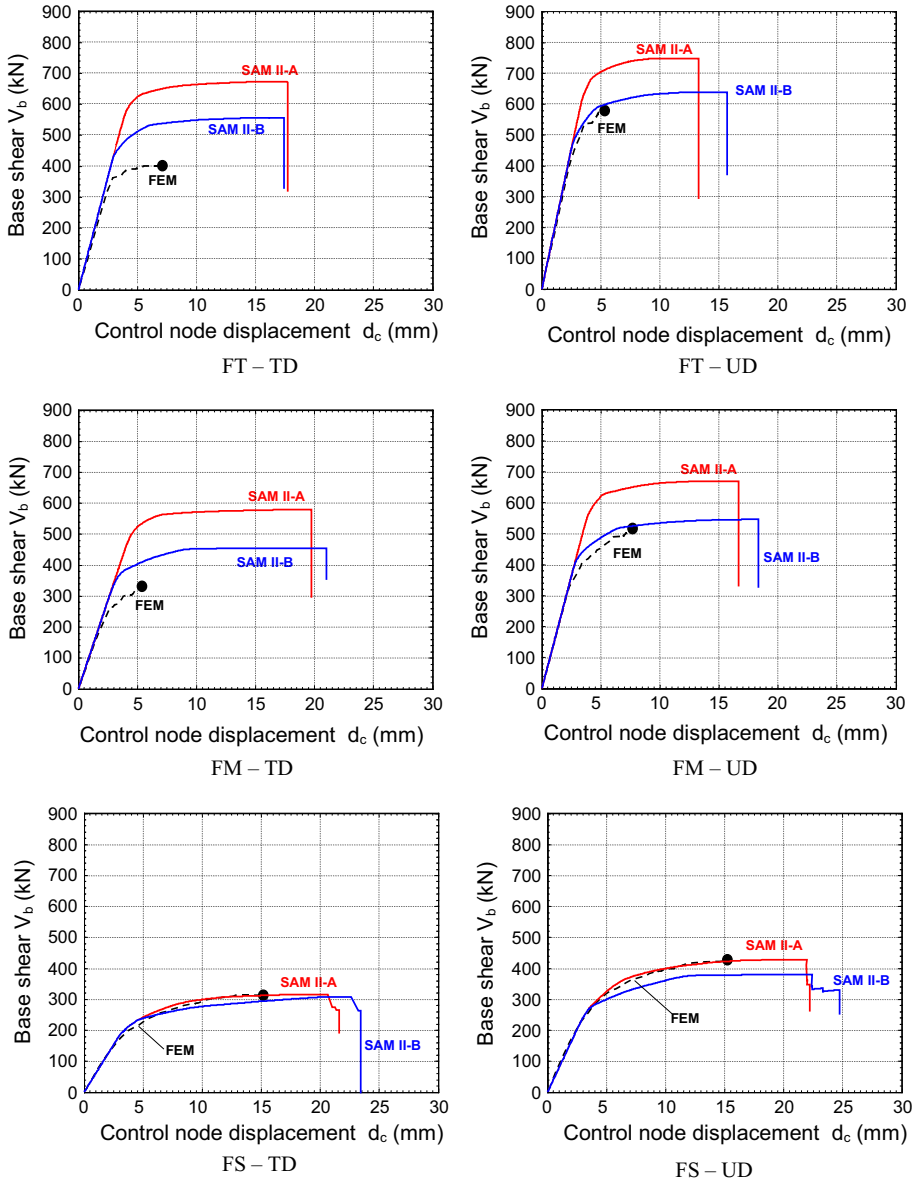 900
800
700
600
500
400
300
200
100
0
Base shear V_b (kN)
SAM II-A
SAM II-B
FEM
0 5 10 15 20 25 30
Control node displacement d_c (mm)
FT – TD
900
800
700
600
500
400
300
200
100
0
Base shear V_b (kN)
SAM II-A
SAM II-B
FEM
0 5 10 15 20 25 30
Control node displacement d_c (mm)
FT – UD
900
800
700
600
500
400
300
200
100
0
Base shear V_b (kN)
SAM II-A
SAM II-B
FEM
0 5 10 15 20 25 30
Control node displacement d_c (mm)
FM – TD
900
800
700
600
500
400
300
200
100
0
Base shear V_b (kN)
SAM II-A
SAM II-B
FEM
0 5 10 15 20 25 30
Control node displacement d_c (mm)
FM – UD
900
800
700
600
500
400
300
200
100
0
Base shear V_b (kN)
SAM II-A
SAM II-B
FEM
0 5 10 15 20 25 30
Control node displacement d_c (mm)
FS – TD
900
800
700
600
500
400
300
200
100
0
Base shear V_b (kN)
SAM II-A
SAM II-B
FEM
0 5 10 15 20 25 30
Control node displacement d_c (mm)
FS – UD